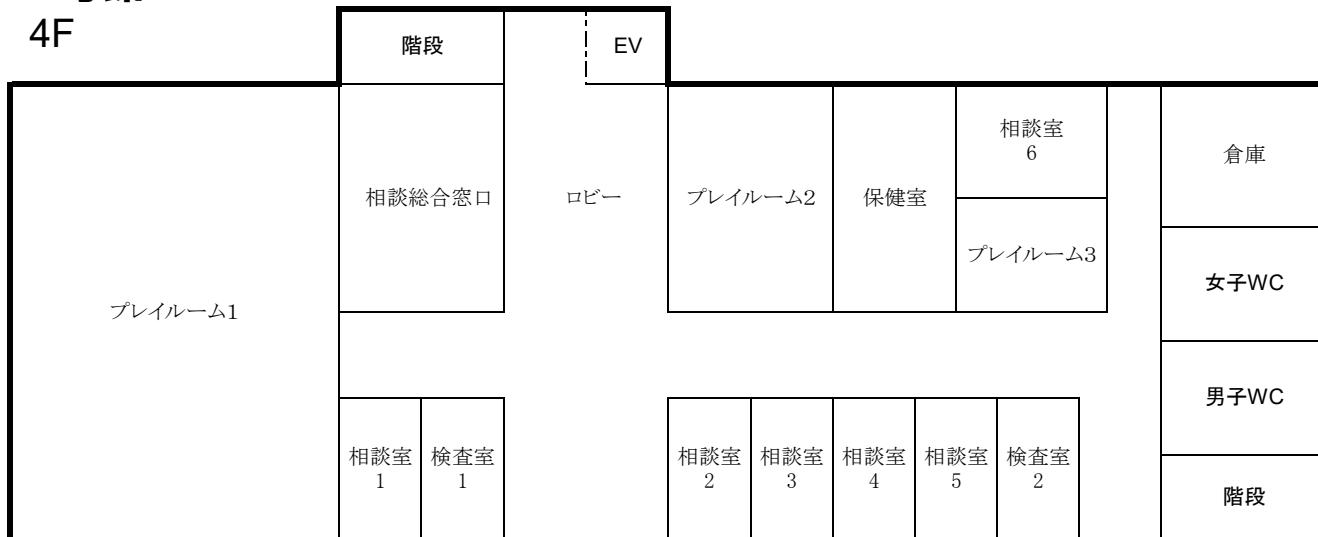 4F
階段
EV
相談室
6
倉庫
相談総合窓口
ロビー
プレイルーム2
保健室
プレイルーム3
女子WC
プレイルーム1
男子WC
相談室
1
検査室
1
相談室
2
相談室
3
相談室
4
相談室
5
検査室
2
階段